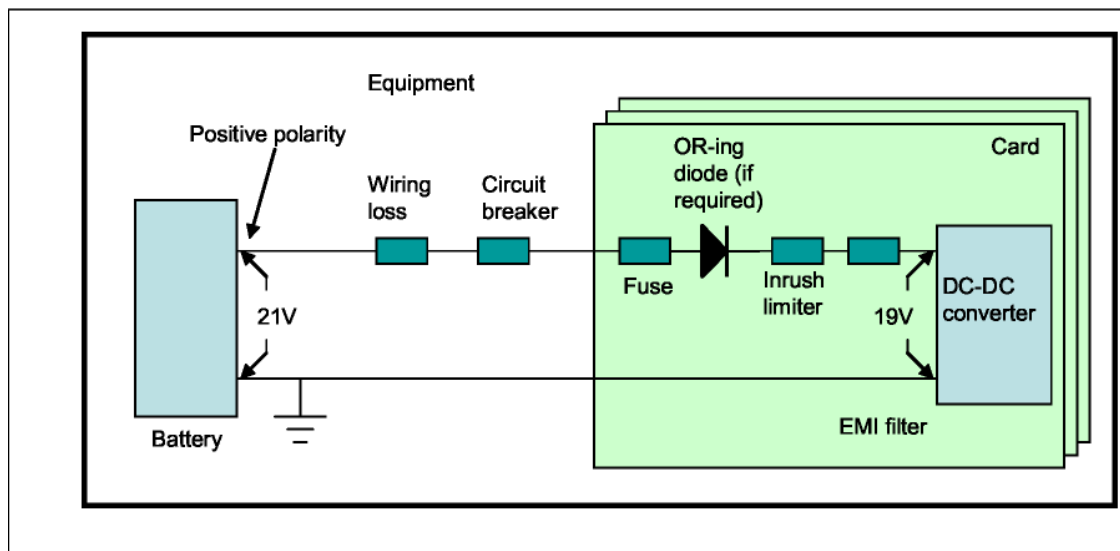 Equipment
Positive polarity
Wiring
loss
Circuit
breaker
OR-ing
diode (if
required)
Card
Fuse
Inrush
limiter
21V
19V
DC-DC
converter
Battery
EMI filter